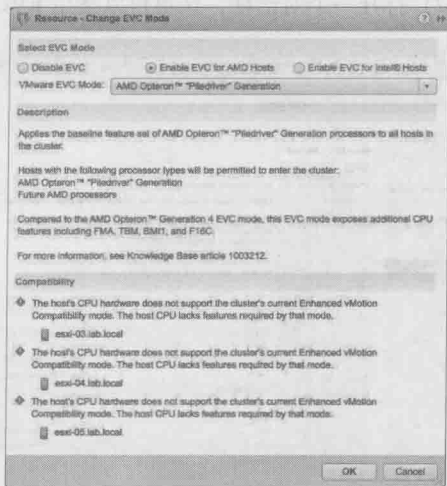 Resource - Change EVC Mode
Select EVC Mode
Disable EVC
Enable EVC for AMD Hosts
Enable EVC for Intel® Hosts
VMware EVC Mode:
AMD Opteron™ "Piledriver" Generation
Description
Applies the baseline feature set of AMD Opteron™ "Piledriver" Generation processors to all hosts in
the cluster.
Hosts with the following processor types will be permitted to enter the cluster:
AMD Opteron™ "Piledriver" Generation
Future AMD processors
Compared to the AMD Opteron™ Generation 4 EVC mode, this EVC mode exposes additional CPU
features including FMA, TBM, BMI1, and F16C.
For more information, see Knowledge Base article 1003212.
Compatibility
The host's CPU hardware does not support the cluster's current Enhanced vMotion
Compatibility mode. The host CPU lacks features required by that mode.
esxi-03.lab.local
The host's CPU hardware does not support the cluster's current Enhanced vMotion
Compatibility mode. The host CPU lacks features required by that mode.
esxi-04.lab.local
The host's CPU hardware does not support the cluster's current Enhanced vMotion
Compatibility mode. The host CPU lacks features required by that mode.
esxi-05.lab.local
OK
Cancel